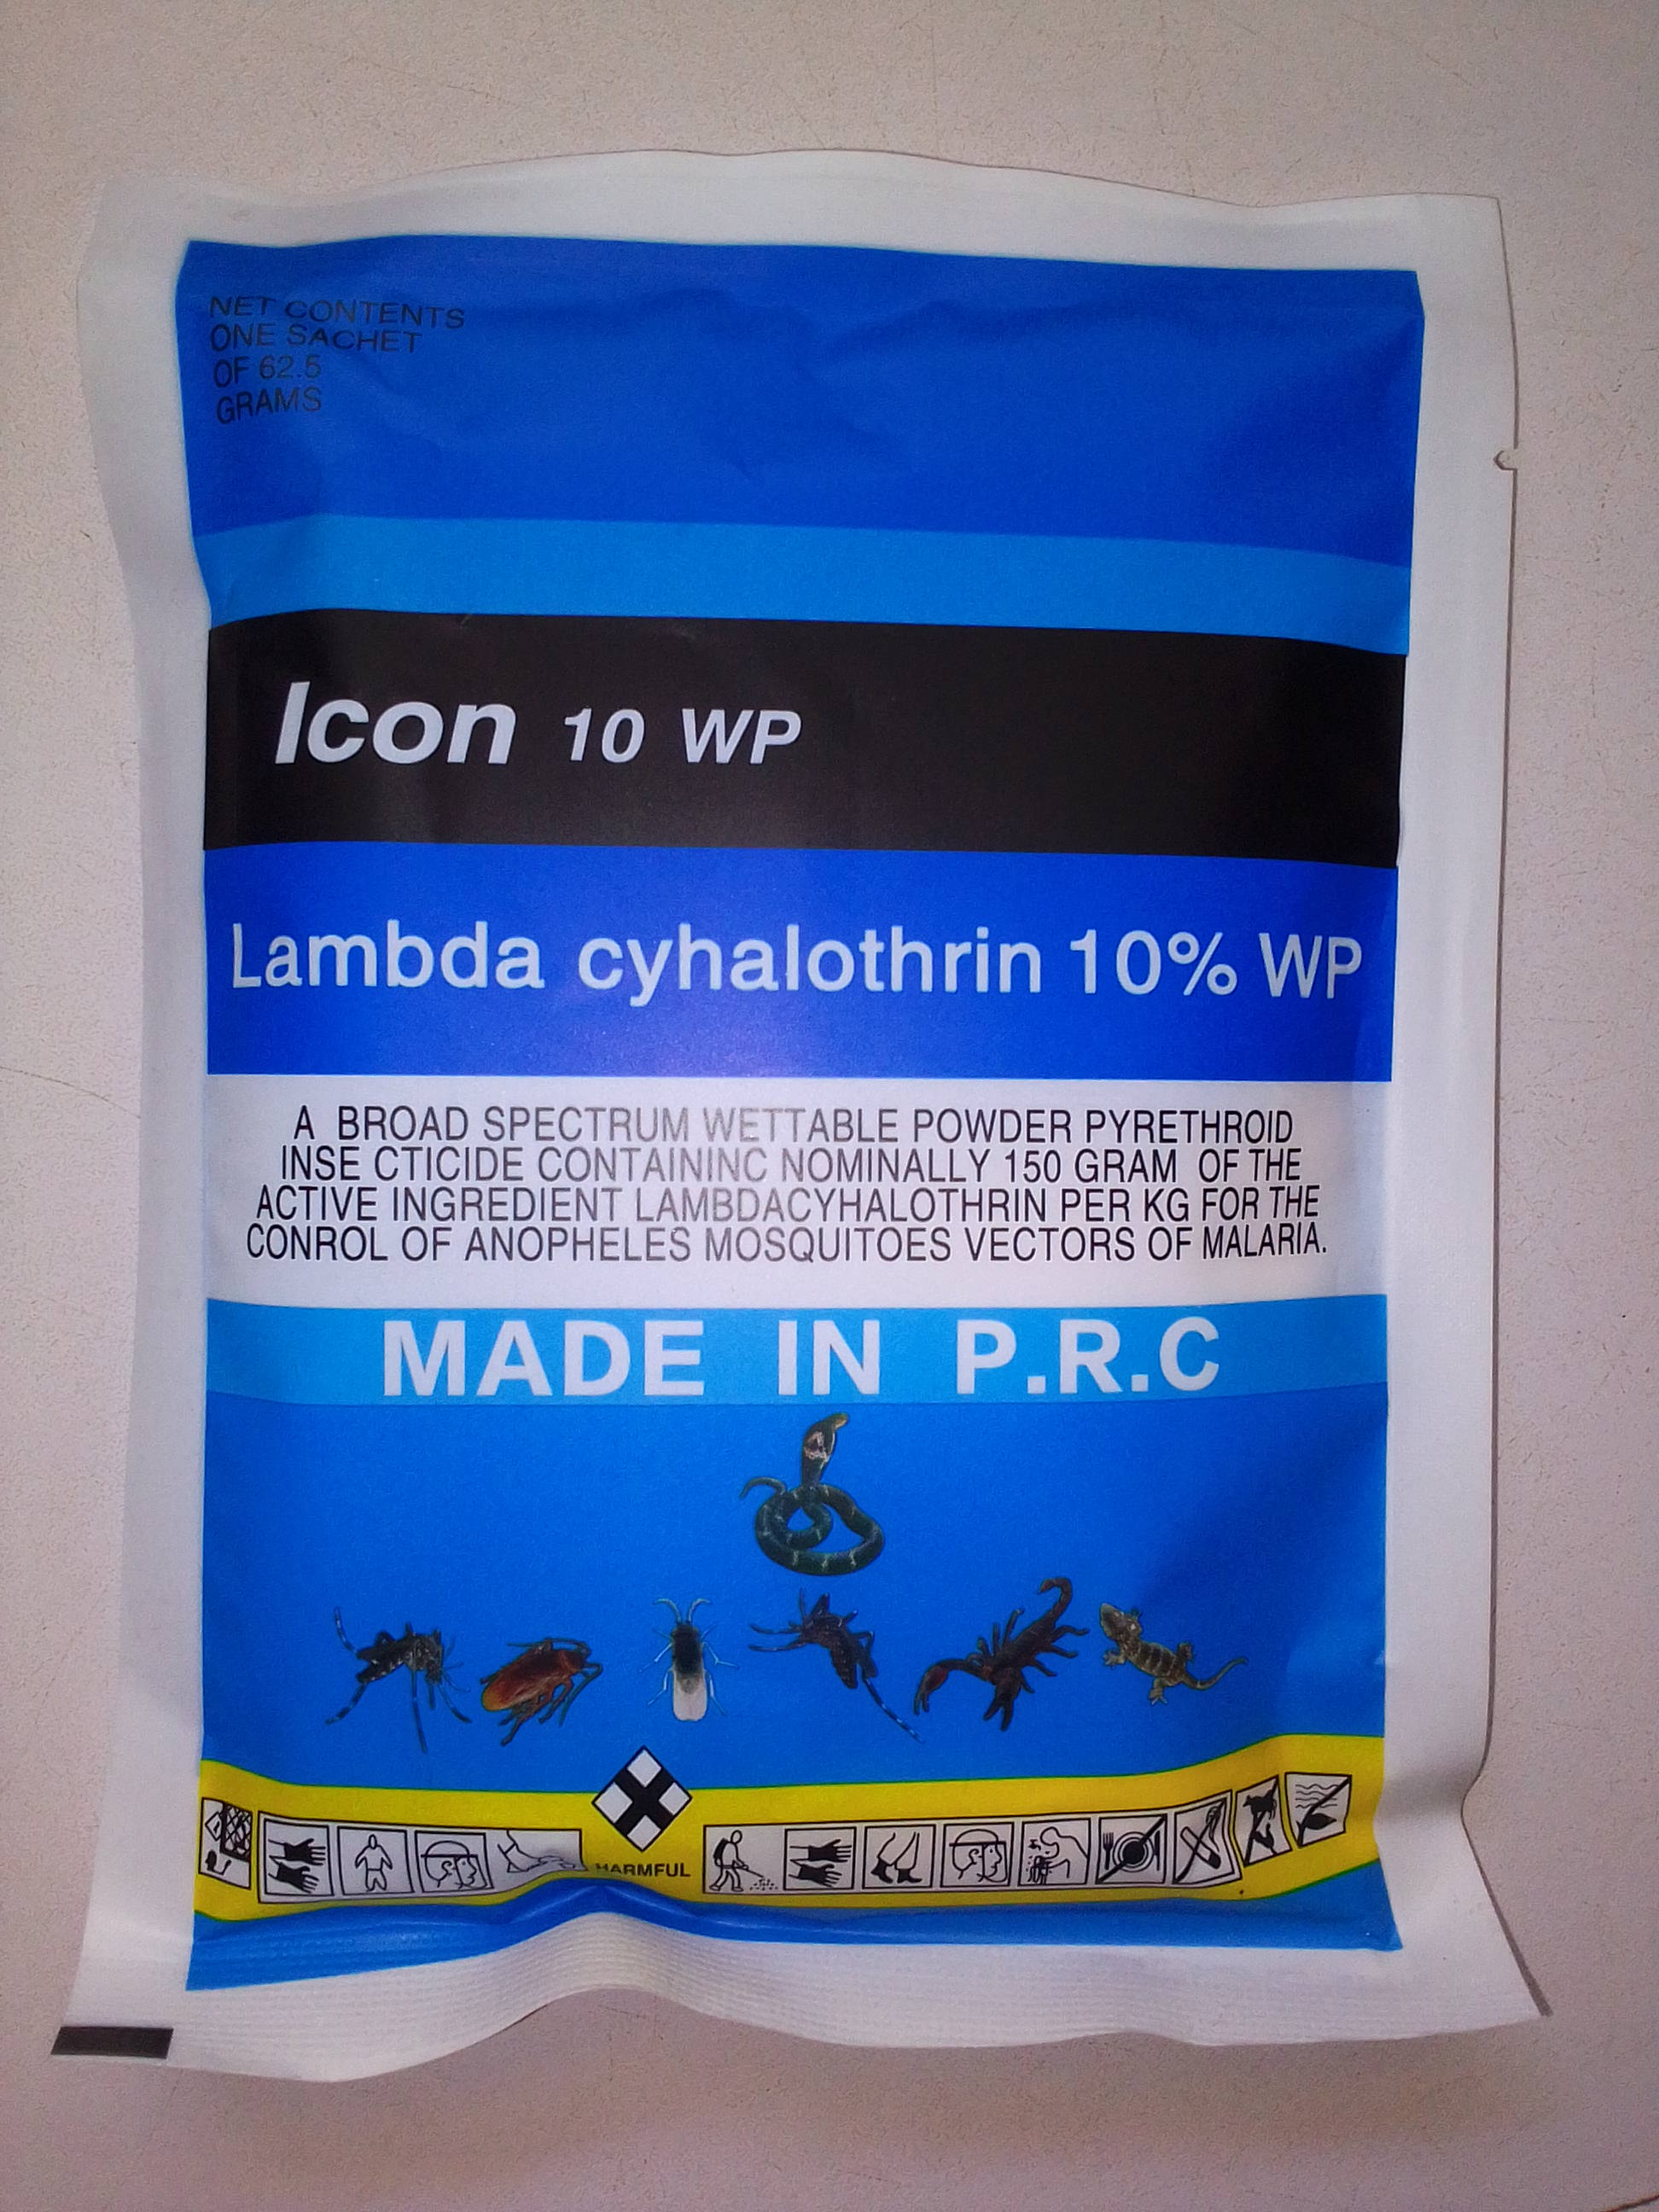 NET CONTENTS
ONE SACHET
OF 62.5
GRAMS
Icon 10 WP
Lambda cyhalothrin 10% WP
A BROAD SPECTRUM WETTABLE POWDER PYRETHROID
INSE CTICIDE CONTAININC NOMINALLY 150 GRAM OF THE
ACTIVE INGREDIENT LAMBDACYHALOTHRIN PER KG FOR THE
CONROL OF ANOPHELES MOSQUITOES VECTORS OF MALARIA.
MADE IN P.R.C
HARMFUL